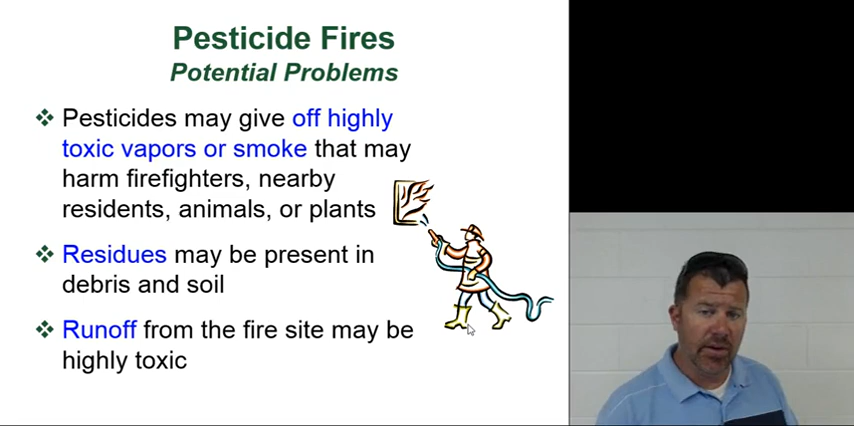 Pesticide Fires
Potential Problems
❖ Pesticides may give off highly
toxic vapors or smoke that may
harm firefighters, nearby
residents, animals, or plants
❖ Residues may be present in
debris and soil
❖ Runoff from the fire site may be
highly toxic